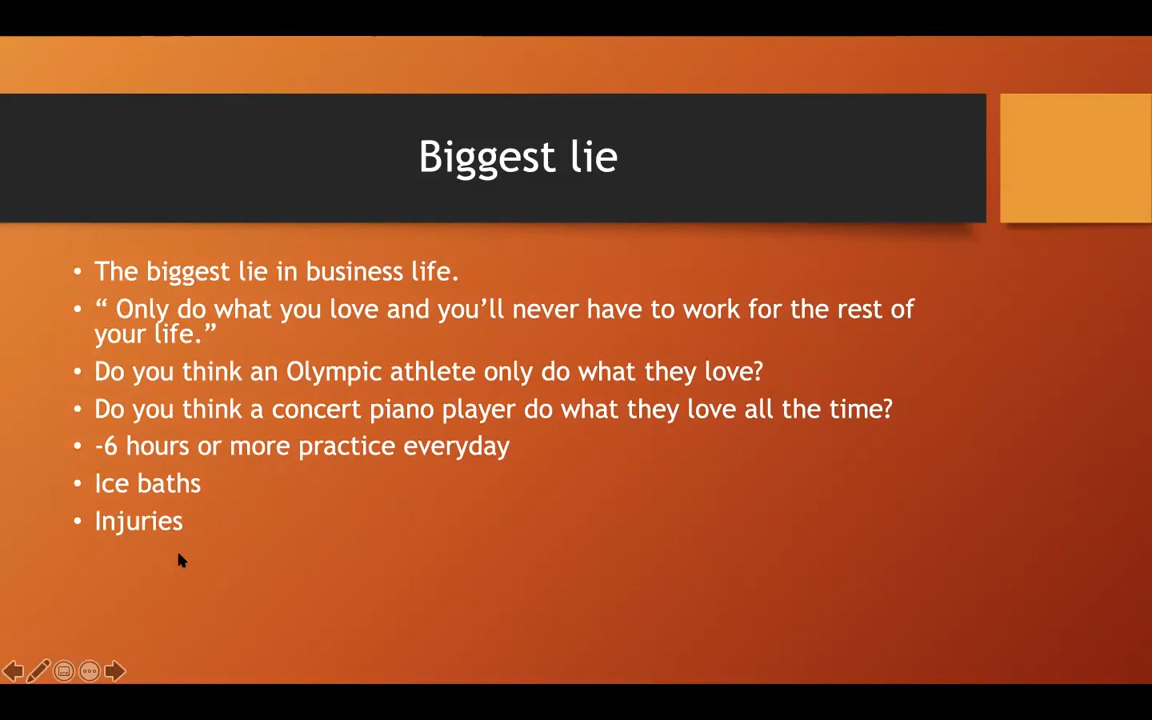 Biggest lie
• The biggest lie in business life.
• “ Only do what you love and you’ll never have to work for the rest of
your life.”
• Do you think an Olympic athlete only do what they love?
• Do you think a concert piano player do what they love all the time?
• -6 hours or more practice everyday
• Ice baths
• Injuries